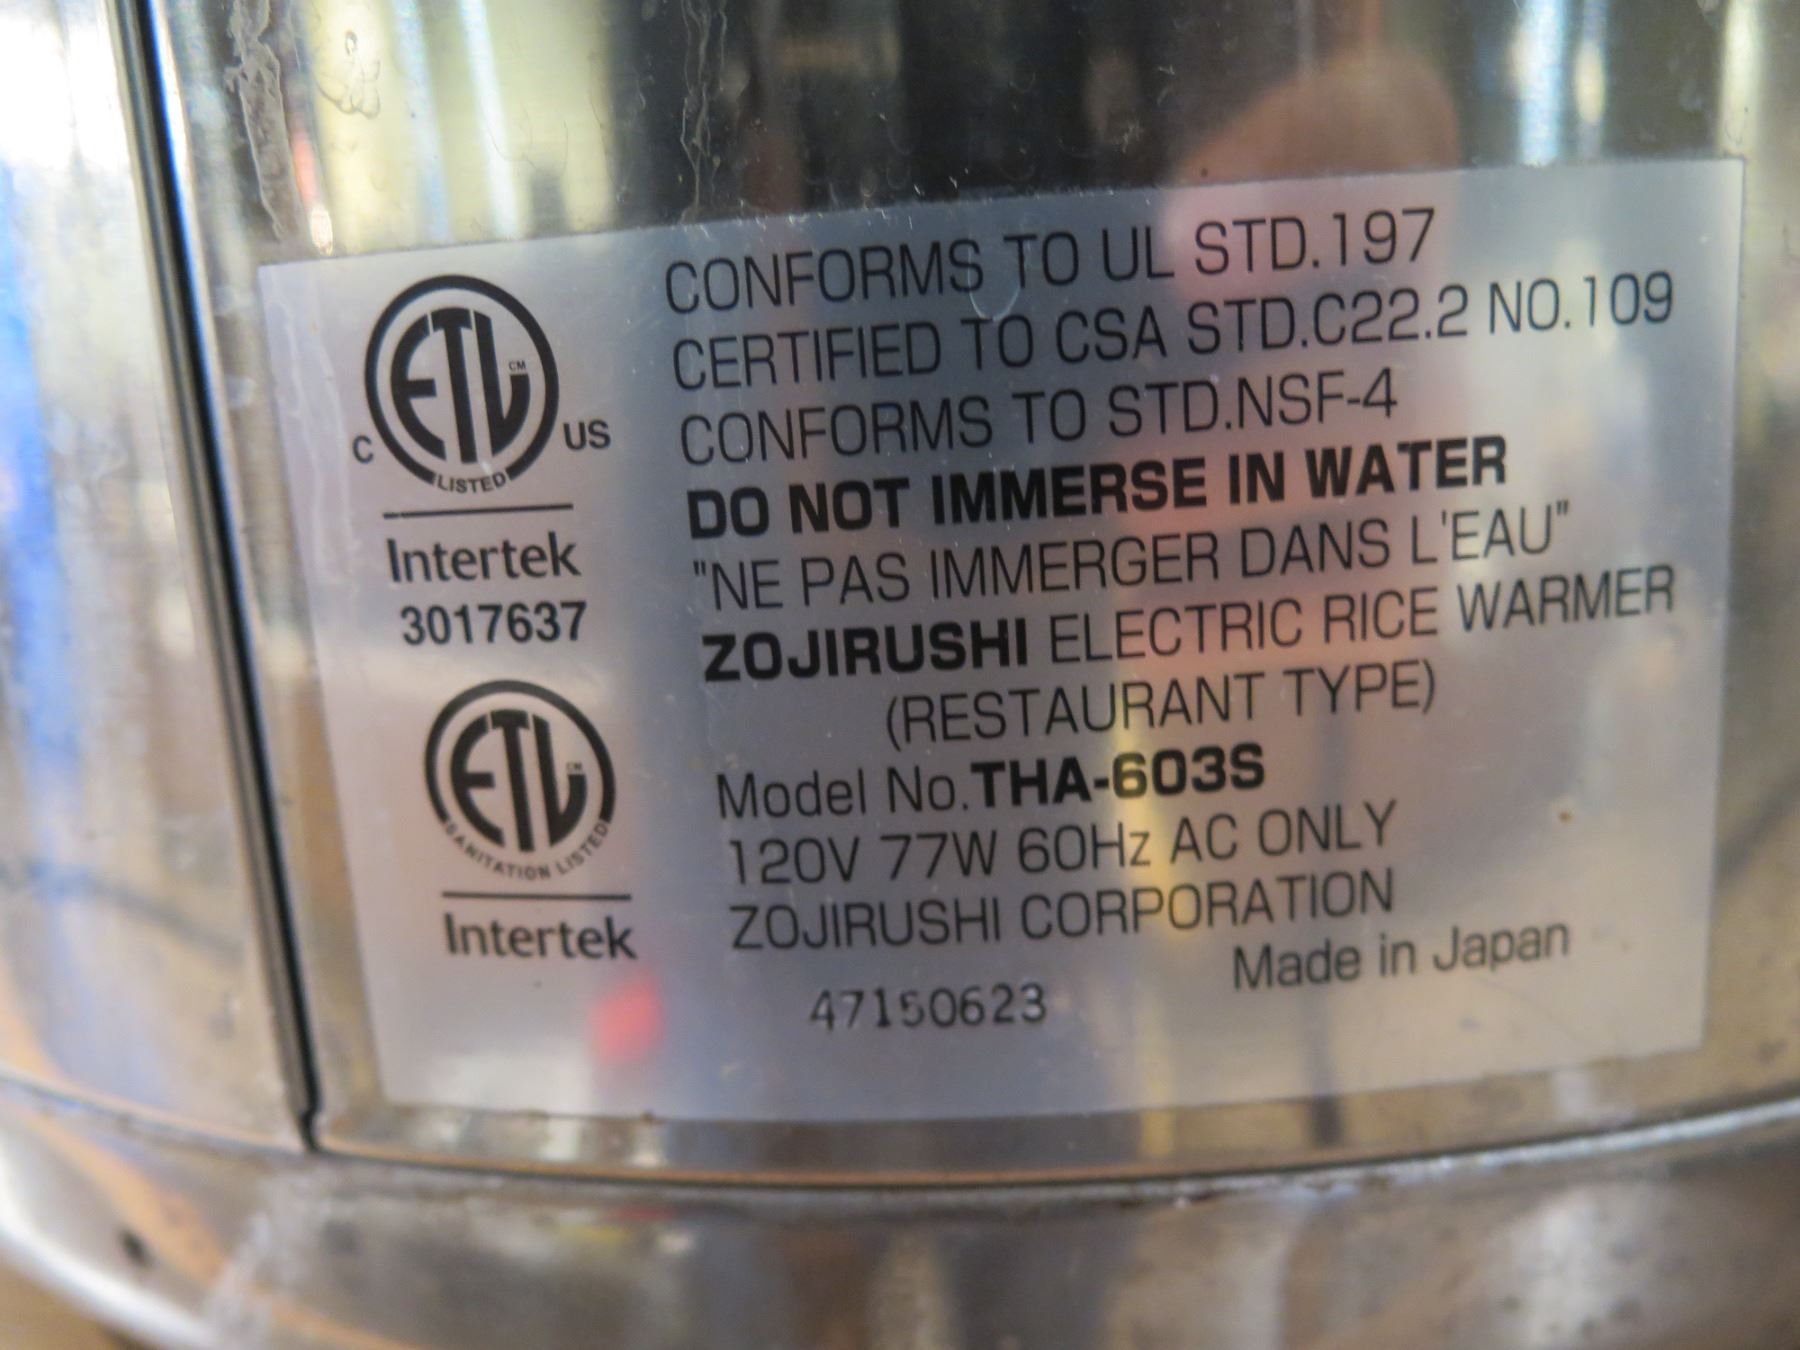 CONFORMS TO UL STD.197
CERTIFIED TO CSA STD.C22.2 NO.109
CONFORMS TO STD.NSF-4
DO NOT IMMERSE IN WATER
"NE PAS IMMERGER DANS L'EAU"
ZOJIRUSHI ELECTRIC RICE WARMER
(RESTAURANT TYPE)
Model No.THA-603S
120V 77W 60Hz AC ONLY
ZOJIRUSHI CORPORATION
Made in Japan
47150623
ETL CM
C US
LISTED
Intertek
3017637
ETL CM
SANITATION LISTED
Intertek